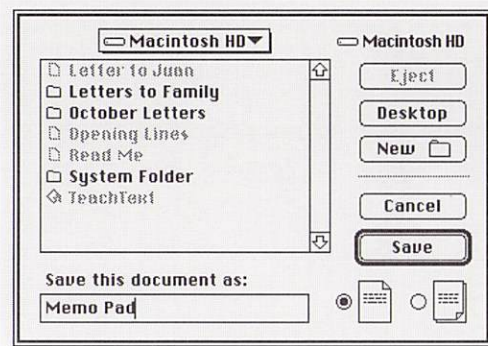 Macintosh HD
Letter to Juan
Letters to Family
October Letters
Opening Lines
Read Me
System Folder
TeachText
Save this document as:
Memo Pad
Macintosh HD
Eject
Desktop
New
Cancel
Save